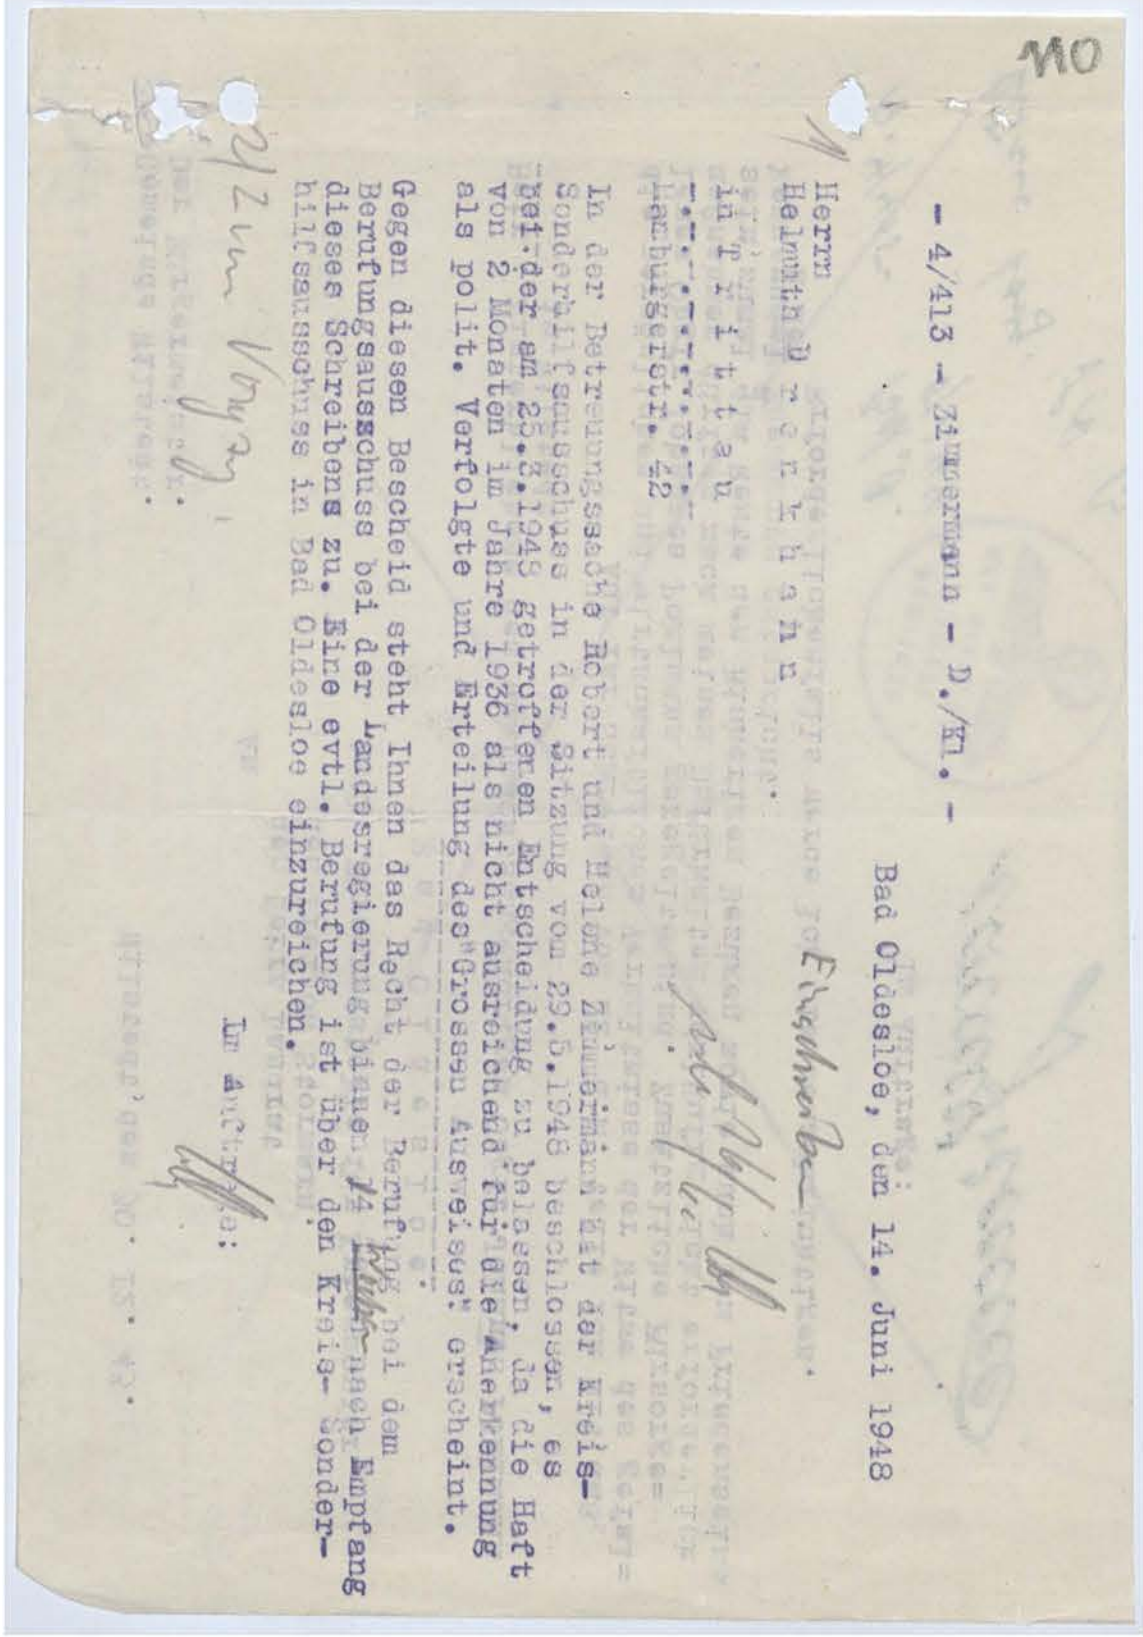 110
- 4/413 - Zimmermann - D./Kl. -
Bad Oldesloe, den 14. Juni 1948
1/
Herrn
Helmuth D r e r k h a h n
Einschreiben
in T r i t t a u
-.-.-.-.-.-.-.-.-
Hamburgerstr. 42
In der Betreuungssache Robert und Helene Zimmermann hat der Kreis-
Sonderhilfsausschuss in der Sitzung vom 29.5.1948 beschlossen, es
bei der am 25.3.1948 getroffenen Entscheidung zu belassen, da die Haft
von 2 Monaten im Jahre 1936 als nicht ausreichend für die Anerkennung
als polit. Verfolgte und Erteilung des "Grossen Ausweises" erscheint.
Gegen diesen Bescheid steht Ihnen das Recht der Berufung bei dem
Berufungsausschuss bei der Landesregierung binnen 14 nach Empfang
dieses Schreibens zu. Eine evtl. Berufung ist über den Kreis- Sonder-
hilfsausschuss in Bad Oldesloe einzureichen.
Im Auftrage:
2/ Zum Vorgang